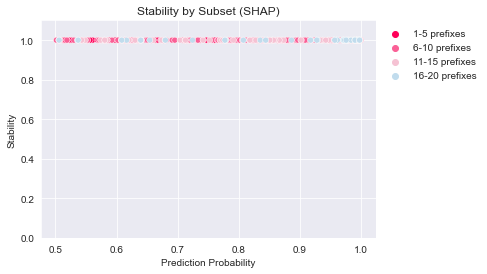 Stability by Subset (SHAP)
1-5 prefixes
6-10 prefixes
11-15 prefixes
16-20 prefixes
Stability
1.0
0.8
0.6
0.4
0.2
0.0
0.5 0.6 0.7 0.8 0.9 1.0
Prediction Probability